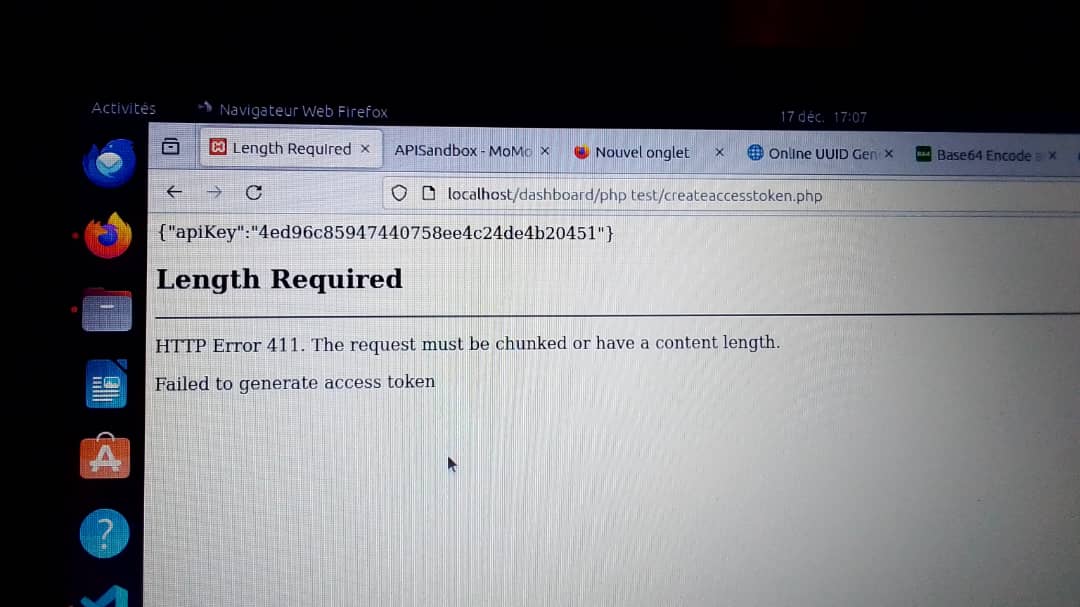 Activités
Navigateur Web Firefox
17 déc. 17:07
Length Required ×
APISandbox - MoMo ×
Nouvel onglet ×
Online UUID Gen ×
Base64 Encode ×
localhost/dashboard/php test/createaccesstoken.php
{"apiKey":"4ed96c85947440758ee4c24de4b20451"}
Length Required
HTTP Error 411. The request must be chunked or have a content length.
Failed to generate access token